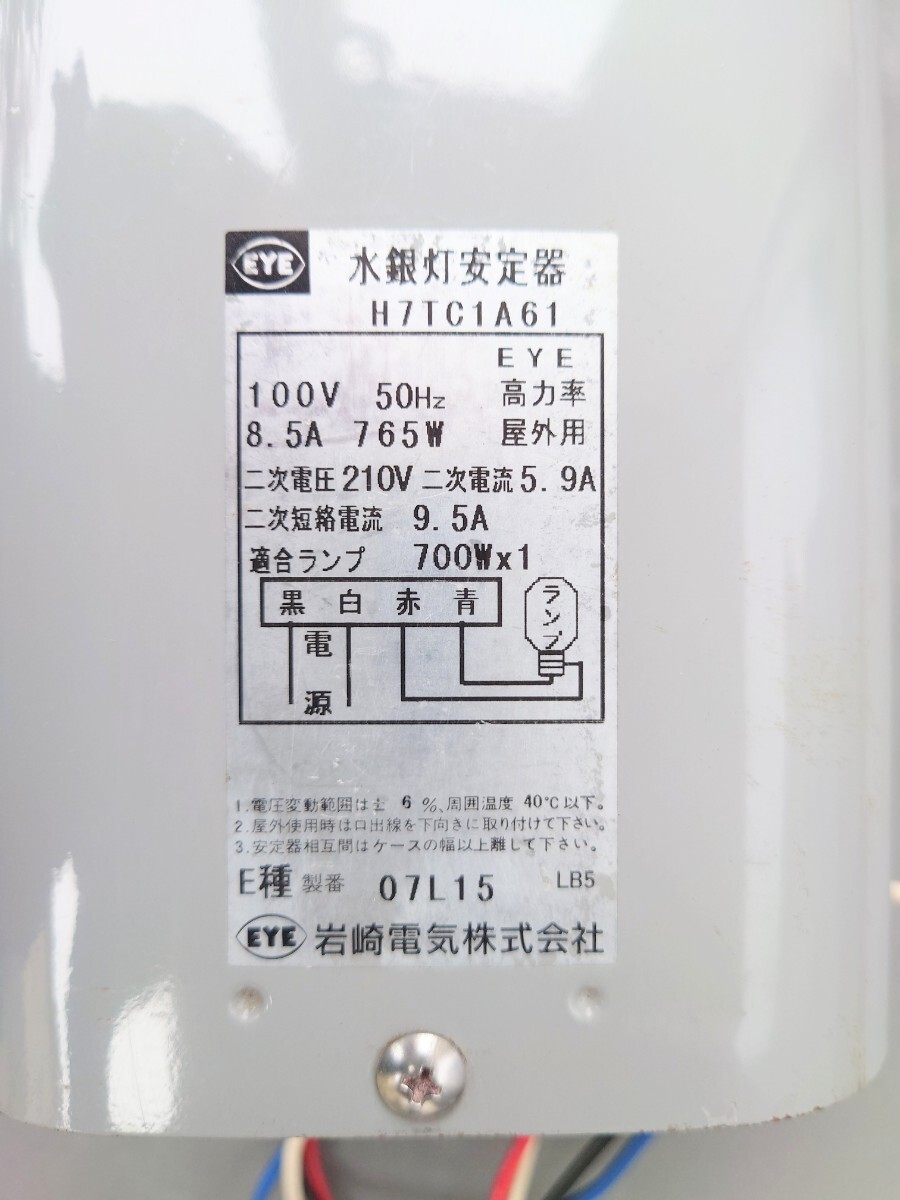 EYE 水銀灯安定器
H7TC1A61
EYE
100V 50Hz 高力率
8.5A 765W 屋外用
二次電圧210V 二次電流5.9A
二次短絡電流 9.5A
適合ランプ 700Wx1
黒 白 赤 青
ランプ
電源
1.電圧変動範囲は± 6 %、周囲温度 40℃以下。
2.屋外使用時は口出線を下向きに取り付けて下さい。
3.安定器相互間はケースの幅以上離して下さい。
E種 製番 07L15 LB5
EYE 岩崎電気株式会社